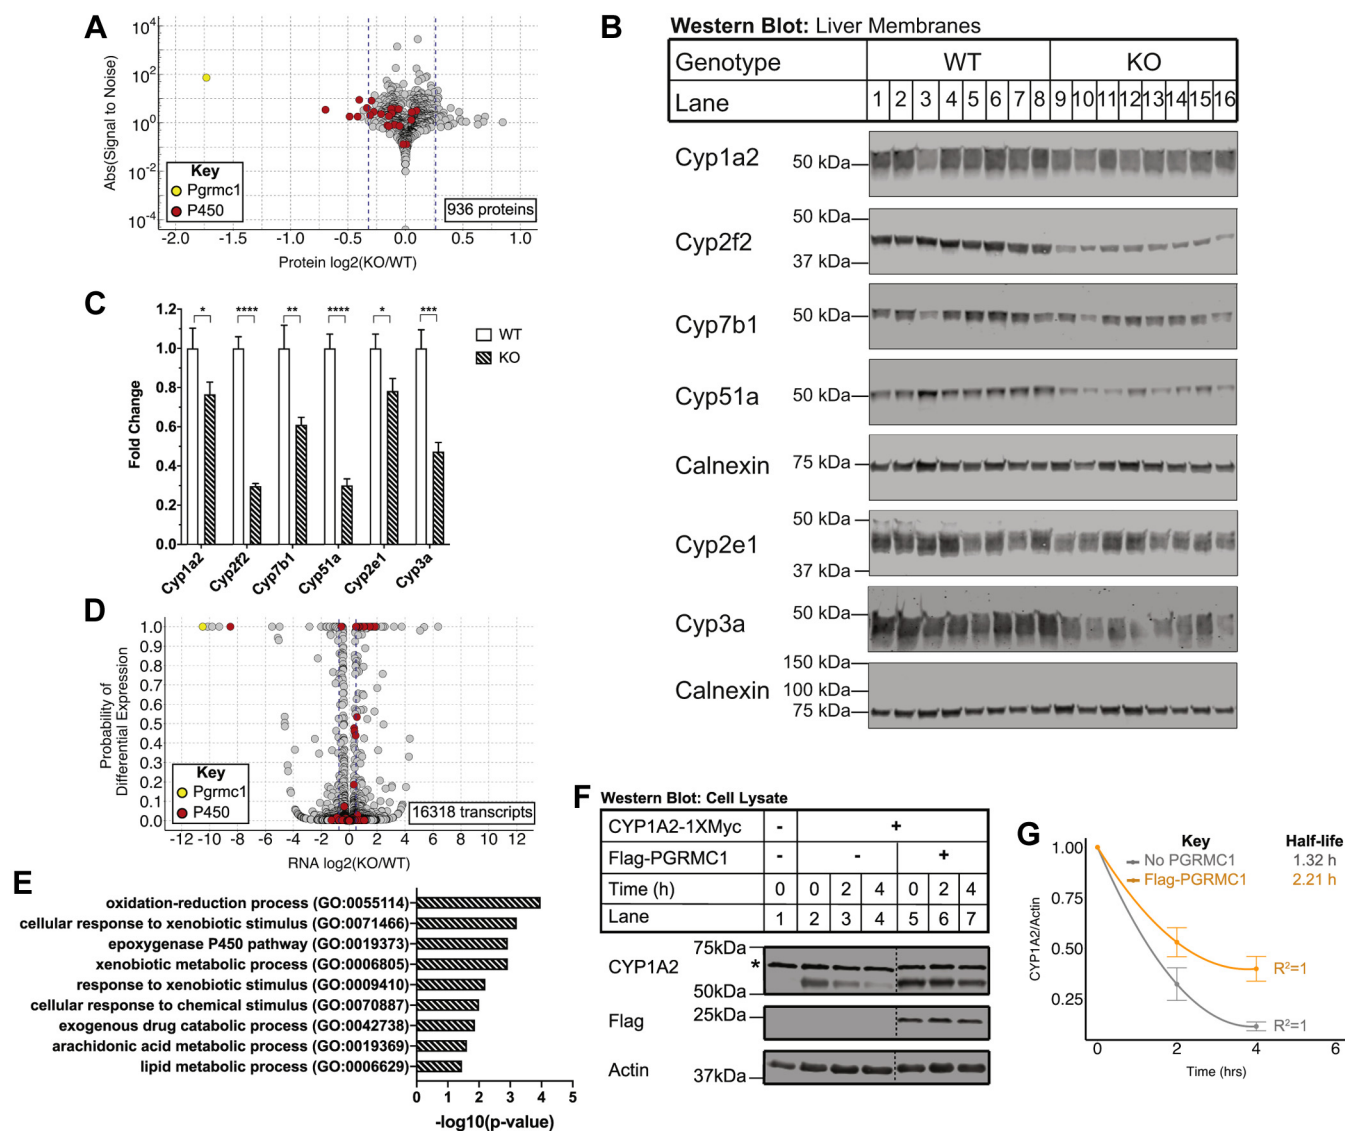 A
Abs(Signal to Noise)
10^4
10^2
10^0
10^-2
10^-4
Key
Pgrmc1
P450
936 proteins
-2.0 -1.5 -1.0 -0.5 0.0 0.5 1.0
Protein log2(KO/WT)
B
Western Blot: Liver Membranes
Genotype WT KO
Lane 1 2 3 4 5 6 7 8 9 10 11 12 13 14 15 16
Cyp1a2 50 kDa
50 kDa
Cyp2f2
37 kDa
Cyp7b1 50 kDa
Cyp51a 50 kDa
Calnexin 75 kDa
50 kDa
Cyp2e1
37 kDa
50 kDa
Cyp3a
150 kDa
Calnexin 100 kDa
75 kDa
C
Fold Change
1.2
1.0
0.8
0.6
0.4
0.2
0.0
* **** ** **** * ***
WT
KO
Cyp1a2 Cyp2f2 Cyp7b1 Cyp51a Cyp2e1 Cyp3a
D
Probability of
Differential Expression
1.0
0.9
0.8
0.7
0.6
0.5
0.4
0.3
0.2
0.1
0.0
Key
Pgrmc1
P450
16318 transcripts
-12 -10 -8 -6 -4 -2 0 2 4 6 8 10 12
RNA log2(KO/WT)
E
oxidation-reduction process (GO:0055114)
cellular response to xenobiotic stimulus (GO:0071466)
epoxygenase P450 pathway (GO:0019373)
xenobiotic metabolic process (GO:0006805)
response to xenobiotic stimulus (GO:0009410)
cellular response to chemical stimulus (GO:0070887)
exogenous drug catabolic process (GO:0042738)
arachidonic acid metabolic process (GO:0019369)
lipid metabolic process (GO:0006629)
0 1 2 3 4 5
-log10(p-value)
F
Western Blot: Cell Lysate
CYP1A2-1XMyc - +
Flag-PGRMC1 - - +
Time (h) 0 0 2 4 0 2 4
Lane 1 2 3 4 5 6 7
75kDa
CYP1A2 *
50kDa
25kDa
Flag
Actin
37kDa
G
Key Half-life
No PGRMC1 1.32 h
Flag-PGRMC1 2.21 h
CYP1A2/Actin
1.00
0.75
0.50
0.25
R²=1
R²=1
0 2 4 6
Time (hrs)